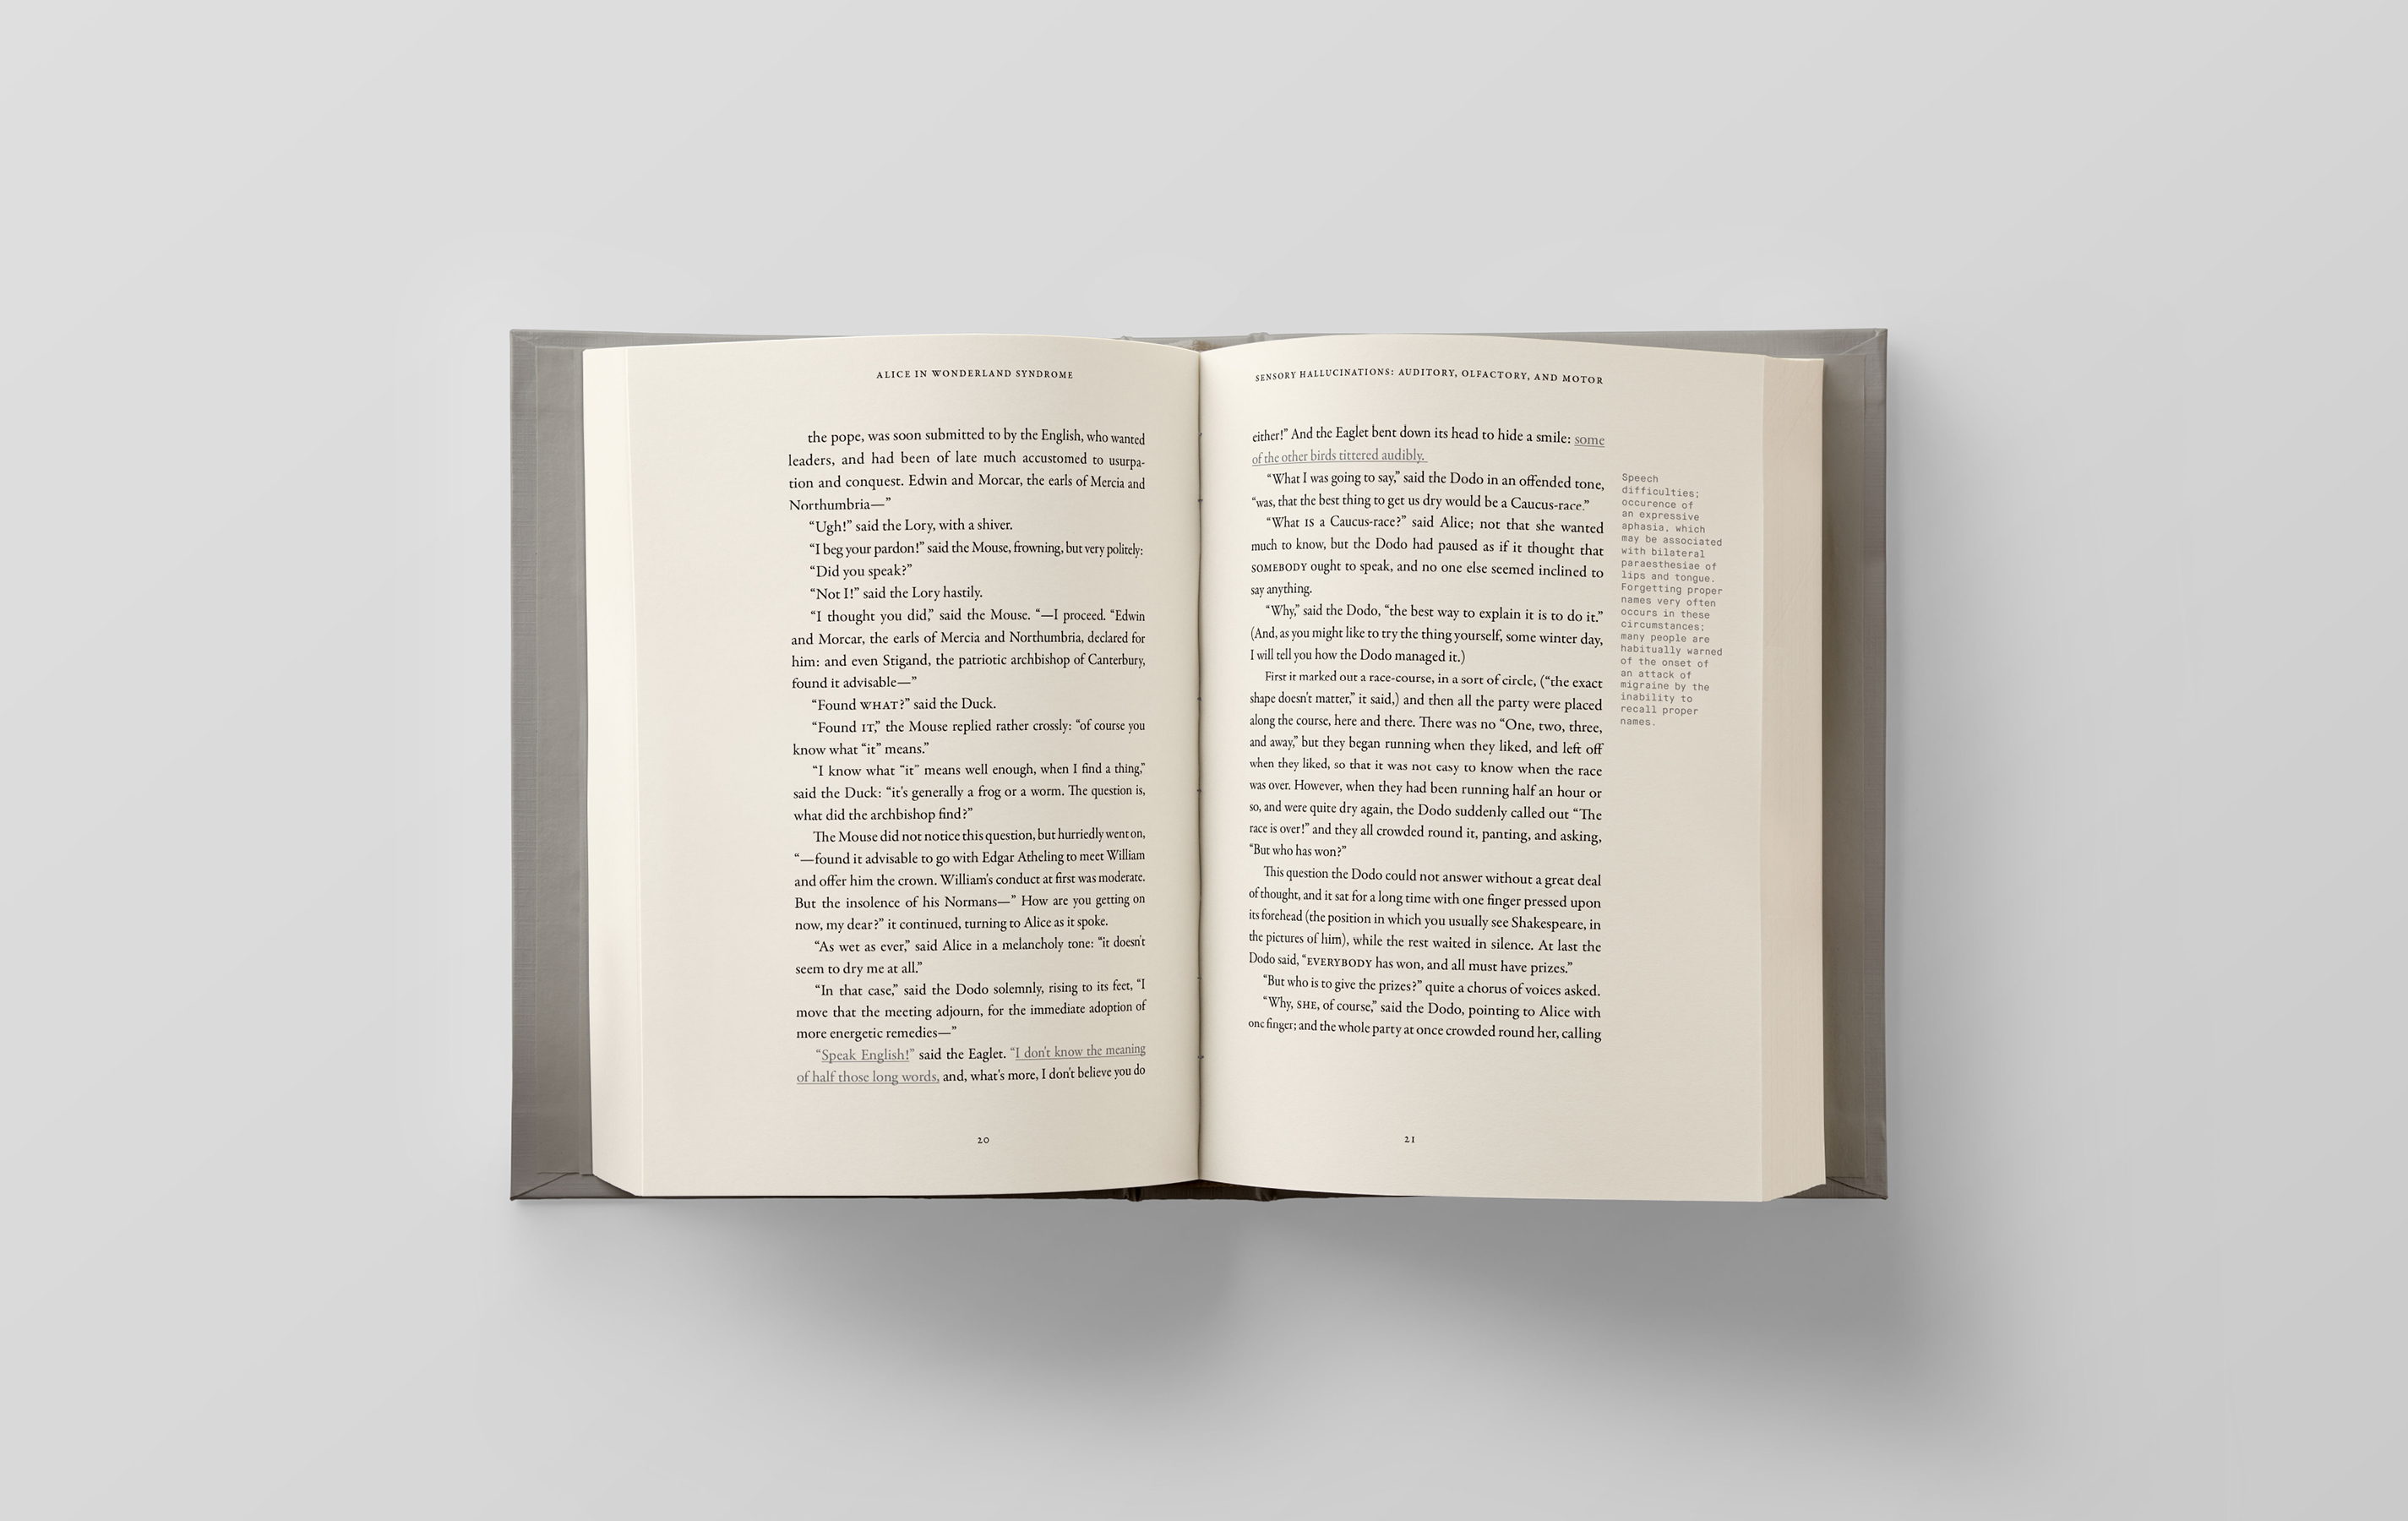 ALICE IN WONDERLAND SYNDROME
the pope, was soon submitted to by the English, who wanted
leaders, and had been of late much accustomed to usurpa-
tion and conquest. Edwin and Morcar, the earls of Mercia and
Northumbria—”
“Ugh!” said the Lory, with a shiver.
“I beg your pardon!” said the Mouse, frowning, but very politely:
“Did you speak?”
“Not I!” said the Lory hastily.
“I thought you did,” said the Mouse. “—I proceed. “Edwin
and Morcar, the earls of Mercia and Northumbria, declared for
him: and even Stigand, the patriotic archbishop of Canterbury,
found it advisable—”
“Found WHAT?” said the Duck.
“Found IT,” the Mouse replied rather crossly: “of course you
know what “it” means.”
“I know what “it” means well enough, when I find a thing,”
said the Duck: “it’s generally a frog or a worm. The question is,
what did the archbishop find?”
The Mouse did not notice this question, but hurriedly went on,
“—found it advisable to go with Edgar Atheling to meet William
and offer him the crown. William’s conduct at first was moderate.
But the insolence of his Normans—” How are you getting on
now, my dear?” it continued, turning to Alice as it spoke.
“As wet as ever,” said Alice in a melancholy tone: “it doesn’t
seem to dry me at all.”
“In that case,” said the Dodo solemnly, rising to its feet, “I
move that the meeting adjourn, for the immediate adoption of
more energetic remedies—”
“Speak English!” said the Eaglet. “I don’t know the meaning
of half those long words, and, what’s more, I don’t believe you do
20
SENSORY HALLUCINATIONS: AUDITORY, OLFACTORY, AND MOTOR
either!” And the Eaglet bent down its head to hide a smile: some
of the other birds tittered audibly.
“What I was going to say,” said the Dodo in an offended tone,
“was, that the best thing to get us dry would be a Caucus-race.”
“What IS a Caucus-race?” said Alice; not that she wanted
much to know, but the Dodo had paused as if it thought that
SOMEBODY ought to speak, and no one else seemed inclined to
say anything.
“Why,” said the Dodo, “the best way to explain it is to do it.”
(And, as you might like to try the thing yourself, some winter day,
I will tell you how the Dodo managed it.)
First it marked out a race-course, in a sort of circle, (“the exact
shape doesn’t matter,” it said,) and then all the party were placed
along the course, here and there. There was no “One, two, three,
and away,” but they began running when they liked, and left off
when they liked, so that it was not easy to know when the race
was over. However, when they had been running half an hour or
so, and were quite dry again, the Dodo suddenly called out “The
race is over!” and they all crowded round it, panting, and asking,
“But who has won?”
This question the Dodo could not answer without a great deal
of thought, and it sat for a long time with one finger pressed upon
its forehead (the position in which you usually see Shakespeare, in
the pictures of him), while the rest waited in silence. At last the
Dodo said, “EVERYBODY has won, and all must have prizes.”
“But who is to give the prizes?” quite a chorus of voices asked.
“Why, SHE, of course,” said the Dodo, pointing to Alice with
one finger; and the whole party at once crowded round her, calling
Speech
difficulties;
occurence of
an expressive
aphasia, which
may be associated
with bilateral
paraesthesiae of
lips and tongue.
Forgetting proper
names very often
occurs in these
circumstances;
many people are
habitually warned
of the onset of
an attack of
migraine by the
inability to
recall proper
names.
21